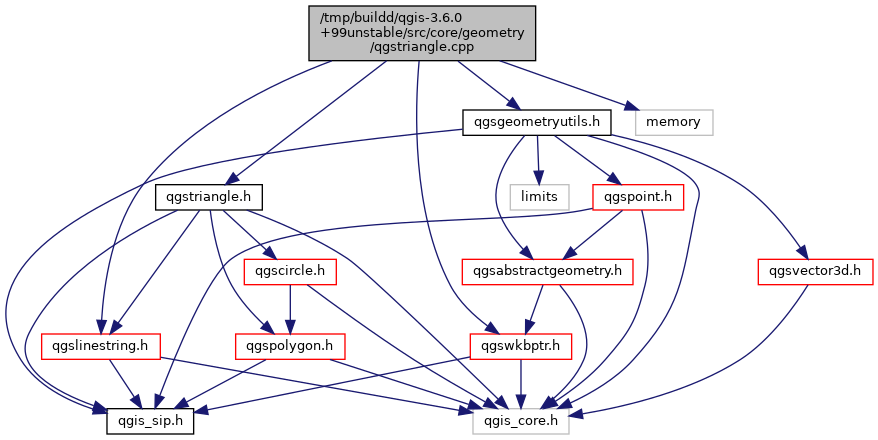 /tmp/buildd/qgis-3.6.0
+99unstable/src/core/geometry
/qgstriangle.cpp
qgsgeometryutils.h
memory
qgstriangle.h
limits
qgspoint.h
qgscircle.h
qgsabstractgeometry.h
qgsvector3d.h
qgslinestring.h
qgspolygon.h
qgswkbptr.h
qgis_sip.h
qgis_core.h